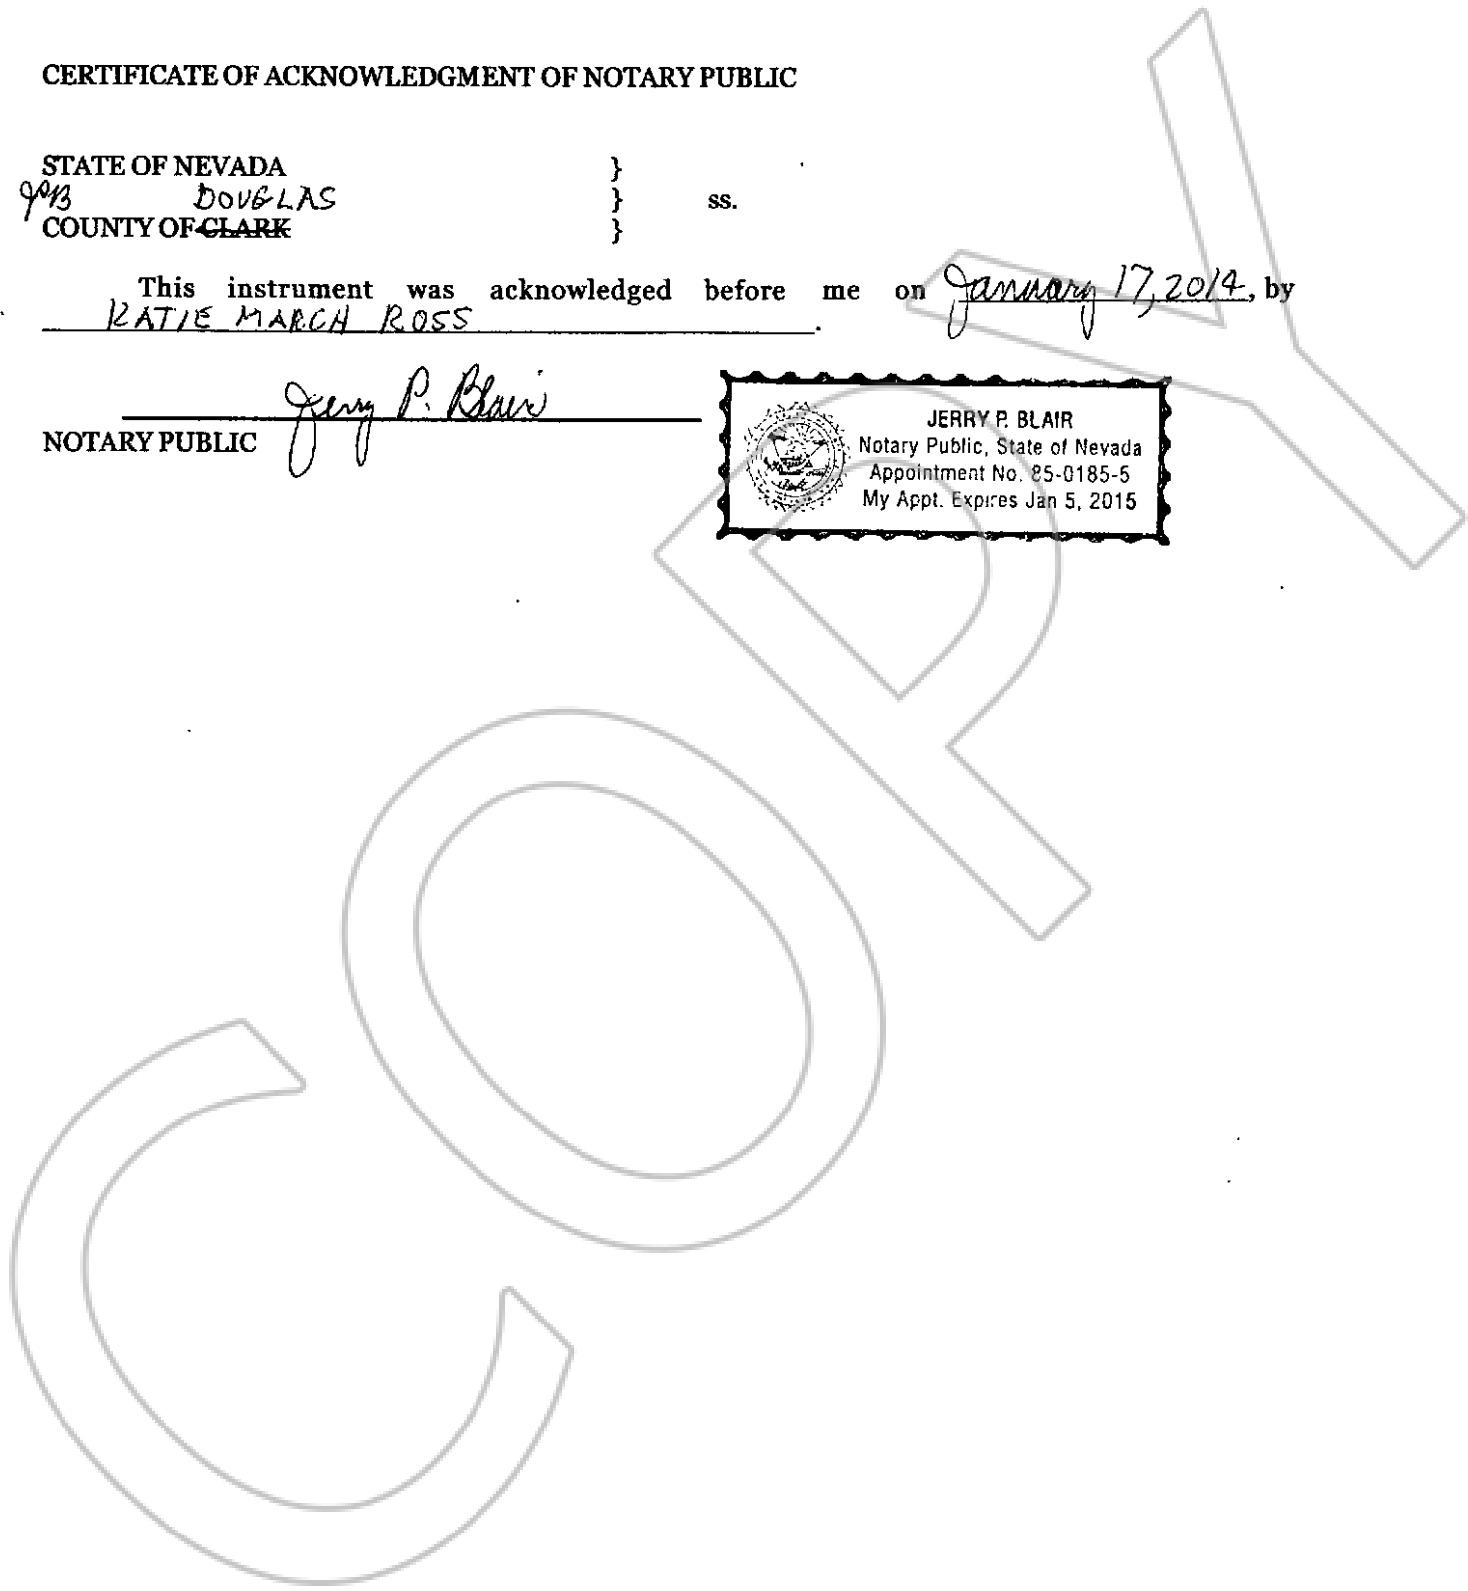 CERTIFICATE OF ACKNOWLEDGMENT OF NOTARY PUBLIC
STATE OF NEVADA }
JPB DOUGLAS } ss.
COUNTY OF CLARK }
This instrument was acknowledged before me on January 17, 2014, by
KATIE MARCH ROSS.
Jerry P. Blair
NOTARY PUBLIC
JERRY P. BLAIR
Notary Public, State of Nevada
Appointment No. 85-0185-5
My Appt. Expires Jan 5, 2015
COPY